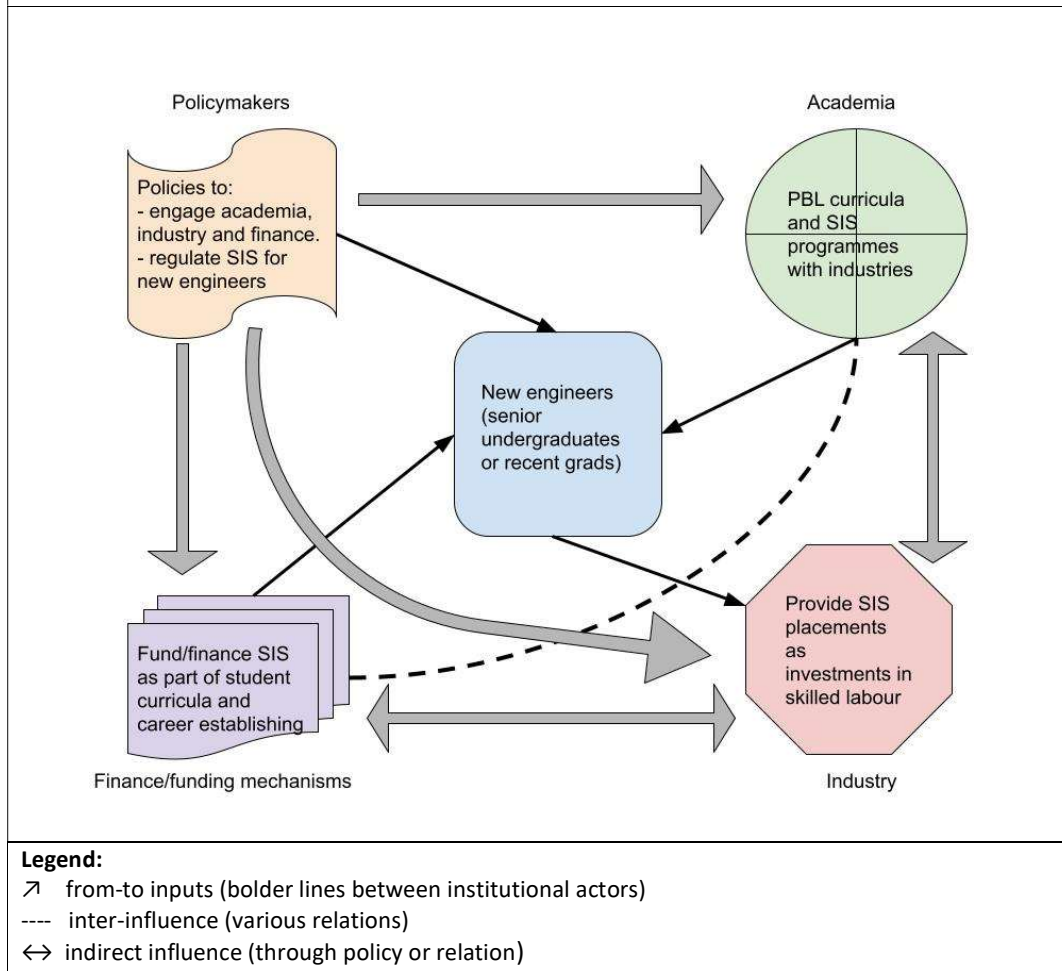 Policymakers
Academia
Policies to:
- engage academia,
industry and finance.
- regulate SIS for
new engineers
PBL curricula
and SIS
programmes
with industries
New engineers
(senior
undergraduates
or recent grads)
Fund/finance SIS
as part of student
curricula and
career establishing
Provide SIS
placements
as
investments in
skilled labour
Finance/funding mechanisms
Industry
Legend:
↗ from-to inputs (bolder lines between institutional actors)
---- inter-influence (various relations)
↔ indirect influence (through policy or relation)